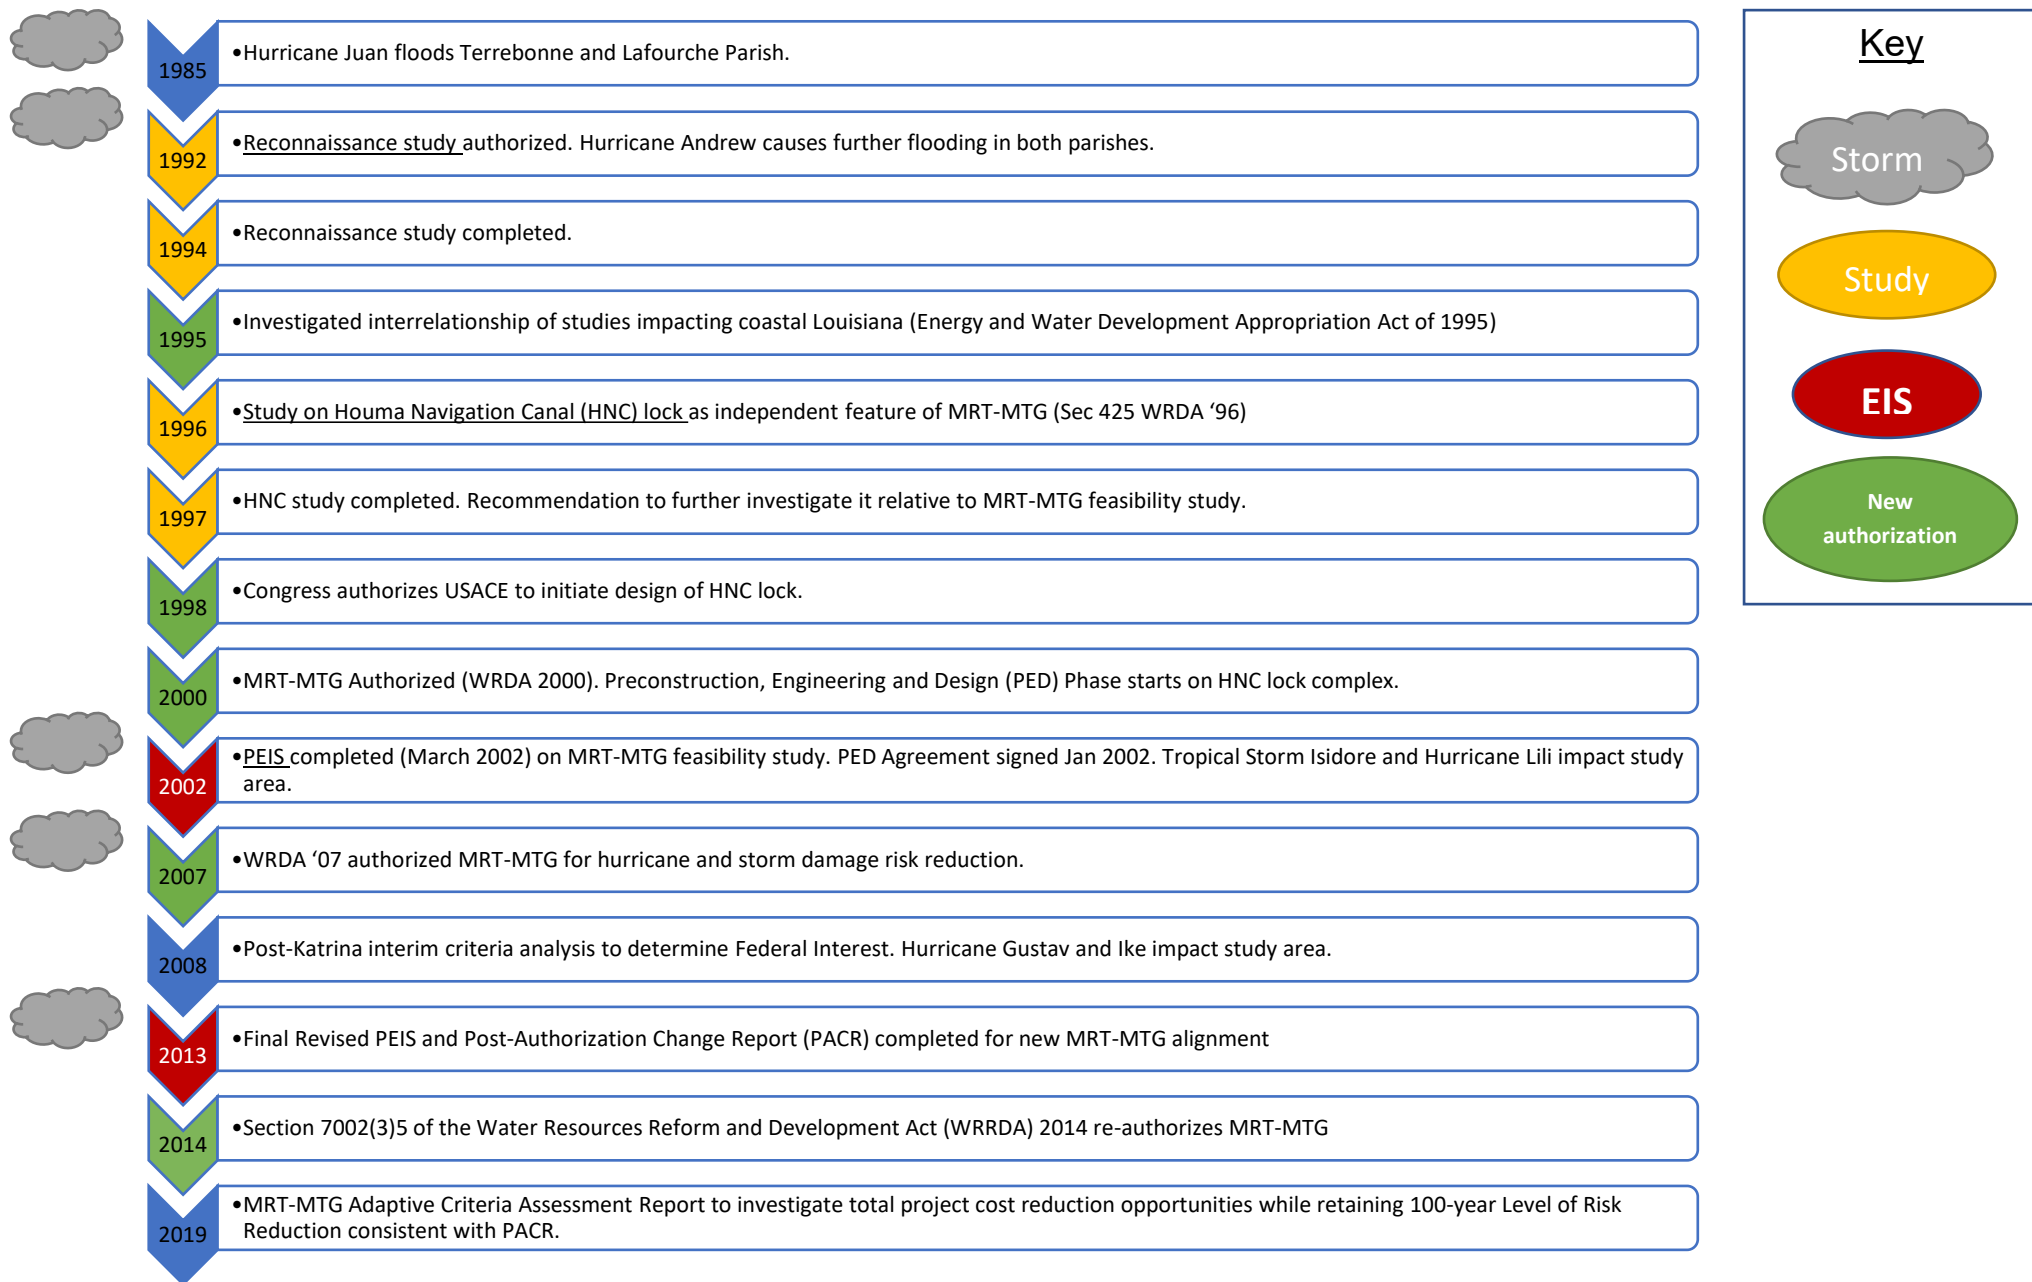 1985
•Hurricane Juan floods Terrebonne and Lafourche Parish.
1992
•Reconnaissance study authorized. Hurricane Andrew causes further flooding in both parishes.
1994
•Reconnaissance study completed.
1995
•Investigated interrelationship of studies impacting coastal Louisiana (Energy and Water Development Appropriation Act of 1995)
1996
•Study on Houma Navigation Canal (HNC) lock as independent feature of MRT-MTG (Sec 425 WRDA ‘96)
1997
•HNC study completed. Recommendation to further investigate it relative to MRT-MTG feasibility study.
1998
•Congress authorizes USACE to initiate design of HNC lock.
2000
•MRT-MTG Authorized (WRDA 2000). Preconstruction, Engineering and Design (PED) Phase starts on HNC lock complex.
2002
•PEIS completed (March 2002) on MRT-MTG feasibility study. PED Agreement signed Jan 2002. Tropical Storm Isidore and Hurricane Lili impact study
area.
2007
•WRDA ‘07 authorized MRT-MTG for hurricane and storm damage risk reduction.
2008
•Post-Katrina interim criteria analysis to determine Federal Interest. Hurricane Gustav and Ike impact study area.
2013
•Final Revised PEIS and Post-Authorization Change Report (PACR) completed for new MRT-MTG alignment
2014
•Section 7002(3)5 of the Water Resources Reform and Development Act (WRRDA) 2014 re-authorizes MRT-MTG
2019
•MRT-MTG Adaptive Criteria Assessment Report to investigate total project cost reduction opportunities while retaining 100-year Level of Risk
Reduction consistent with PACR.
Key
Storm
Study
EIS
New
authorization